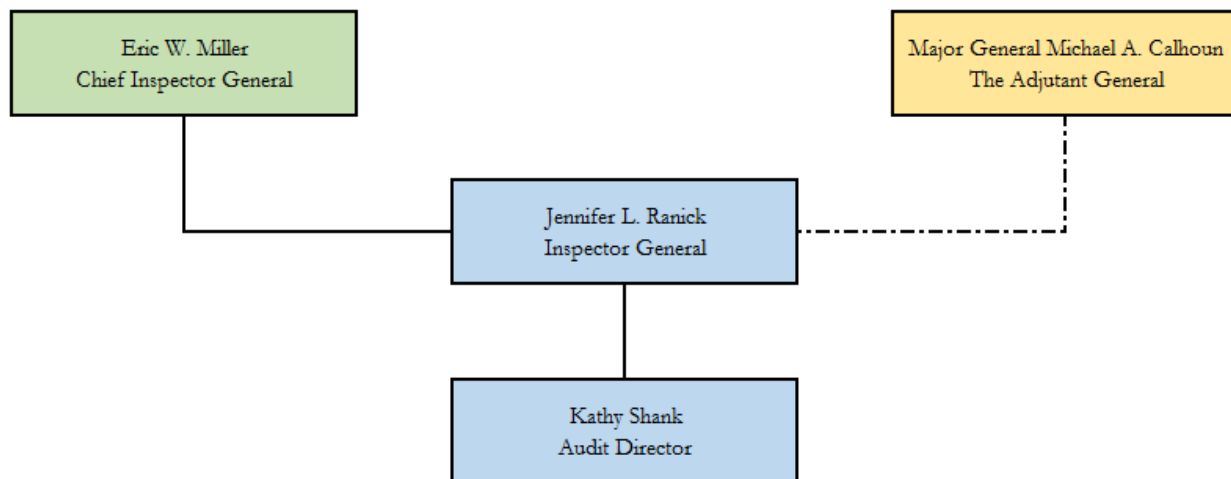 Eric W. Miller
Chief Inspector General
Major General Michael A. Calhoun
The Adjutant General
Jennifer L. Ranick
Inspector General
Kathy Shank
Audit Director